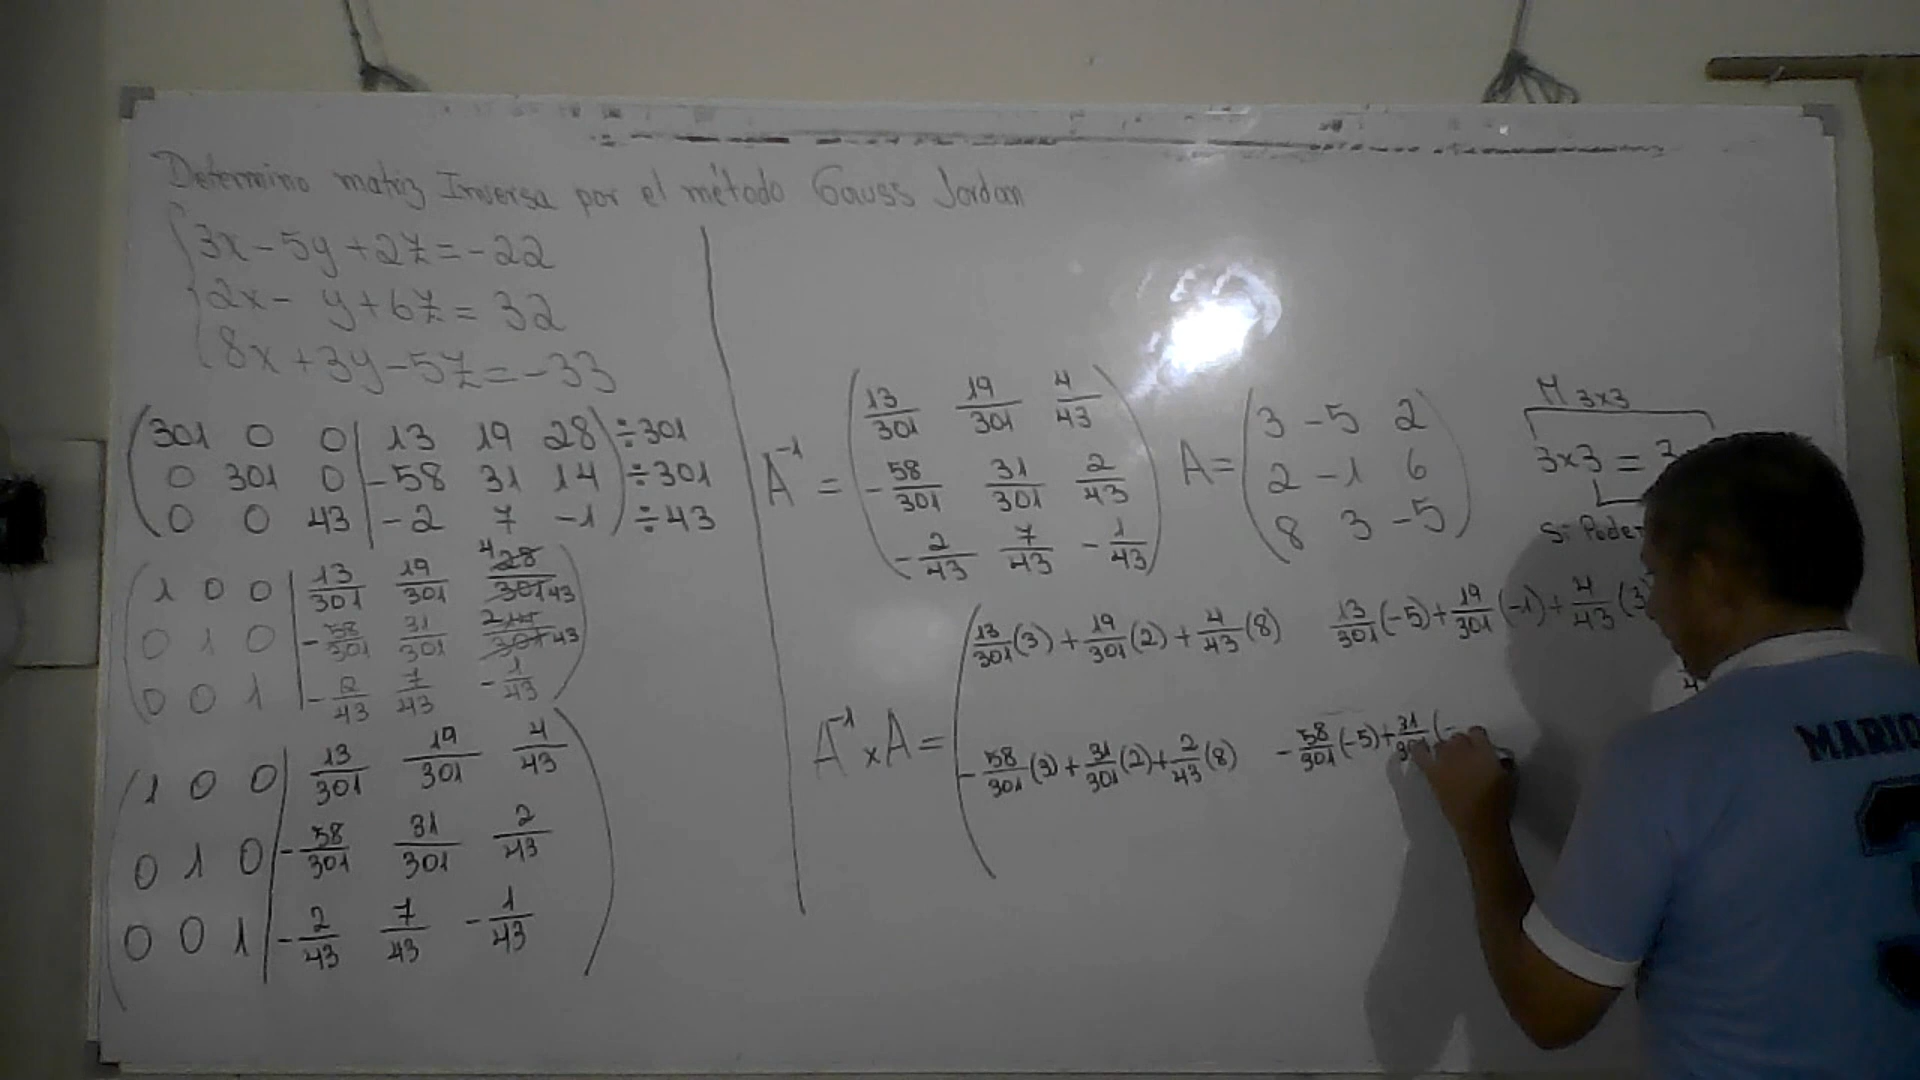 Determino matriz Inversa por el método Gauss Jordan
3x - 5y + 2z = -22
2x - y + 6z = 32
8x + 3y - 5z = -33
301 0 0 | 13 19 28 ÷301
0 301 0 | -58 31 14 ÷301
0 0 43 | -2 7 -1 ÷43
1 0 0 | 13/301 19/301 4 28/301 43
0 1 0 | -58/301 31/301 2 14/301 43
0 0 1 | -2/43 7/43 -1/43
1 0 0 | 13/301 19/301 4/43
0 1 0 | -58/301 31/301 2/43
0 0 1 | -2/43 7/43 -1/43
A⁻¹ = ( 13/301 19/301 4/43
-58/301 31/301 2/43
-2/43 7/43 -1/43 )
A = ( 3 -5 2
2 -1 6
8 3 -5 )
M 3x3
3x3 =
Si
A⁻¹ x A =
13/301(3) + 19/301(2) + 4/43(8) 13/301(-5) + 19/301(-1) + 4/43(3
-58/301(3) + 31/301(2) + 2/43(8) -58/301(-5) + 31/301(-
MARIO